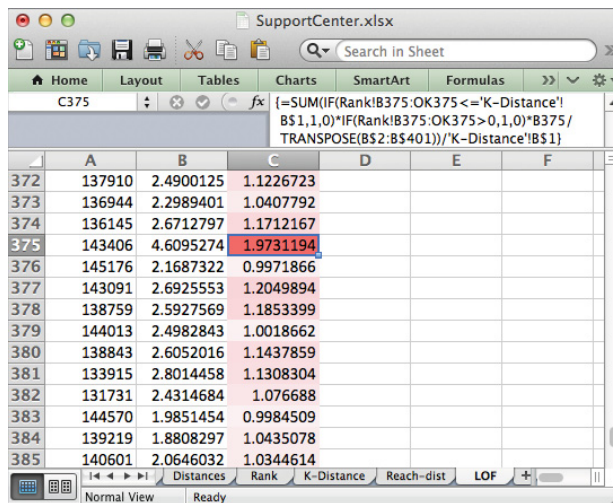 SupportCenter.xlsx
Search in Sheet
Home Layout Tables Charts SmartArt Formulas
C375 fx {=SUM(IF(Rank!B375:OK375<='K-Distance'!
B$1,1,0)*IF(Rank!B375:OK375>0,1,0)*B375/
TRANSPOSE(B$2:B$401))/'K-Distance'!B$1}
A B C D E F
372 137910 2.4900125 1.1226723
373 136944 2.2989401 1.0407792
374 136145 2.6712797 1.1712167
375 143406 4.6095274 1.9731194
376 145176 2.1687322 0.9971866
377 143091 2.6925553 1.2049894
378 138759 2.5927569 1.1853399
379 144013 2.4982843 1.0018662
380 138843 2.6052016 1.1437859
381 133915 2.8014458 1.1308304
382 131731 2.4314684 1.076688
383 144570 1.9851454 0.9984509
384 139219 1.8808297 1.0435078
385 140601 2.0646032 1.0344614
Distances Rank K-Distance Reach-dist LOF +
Normal View Ready